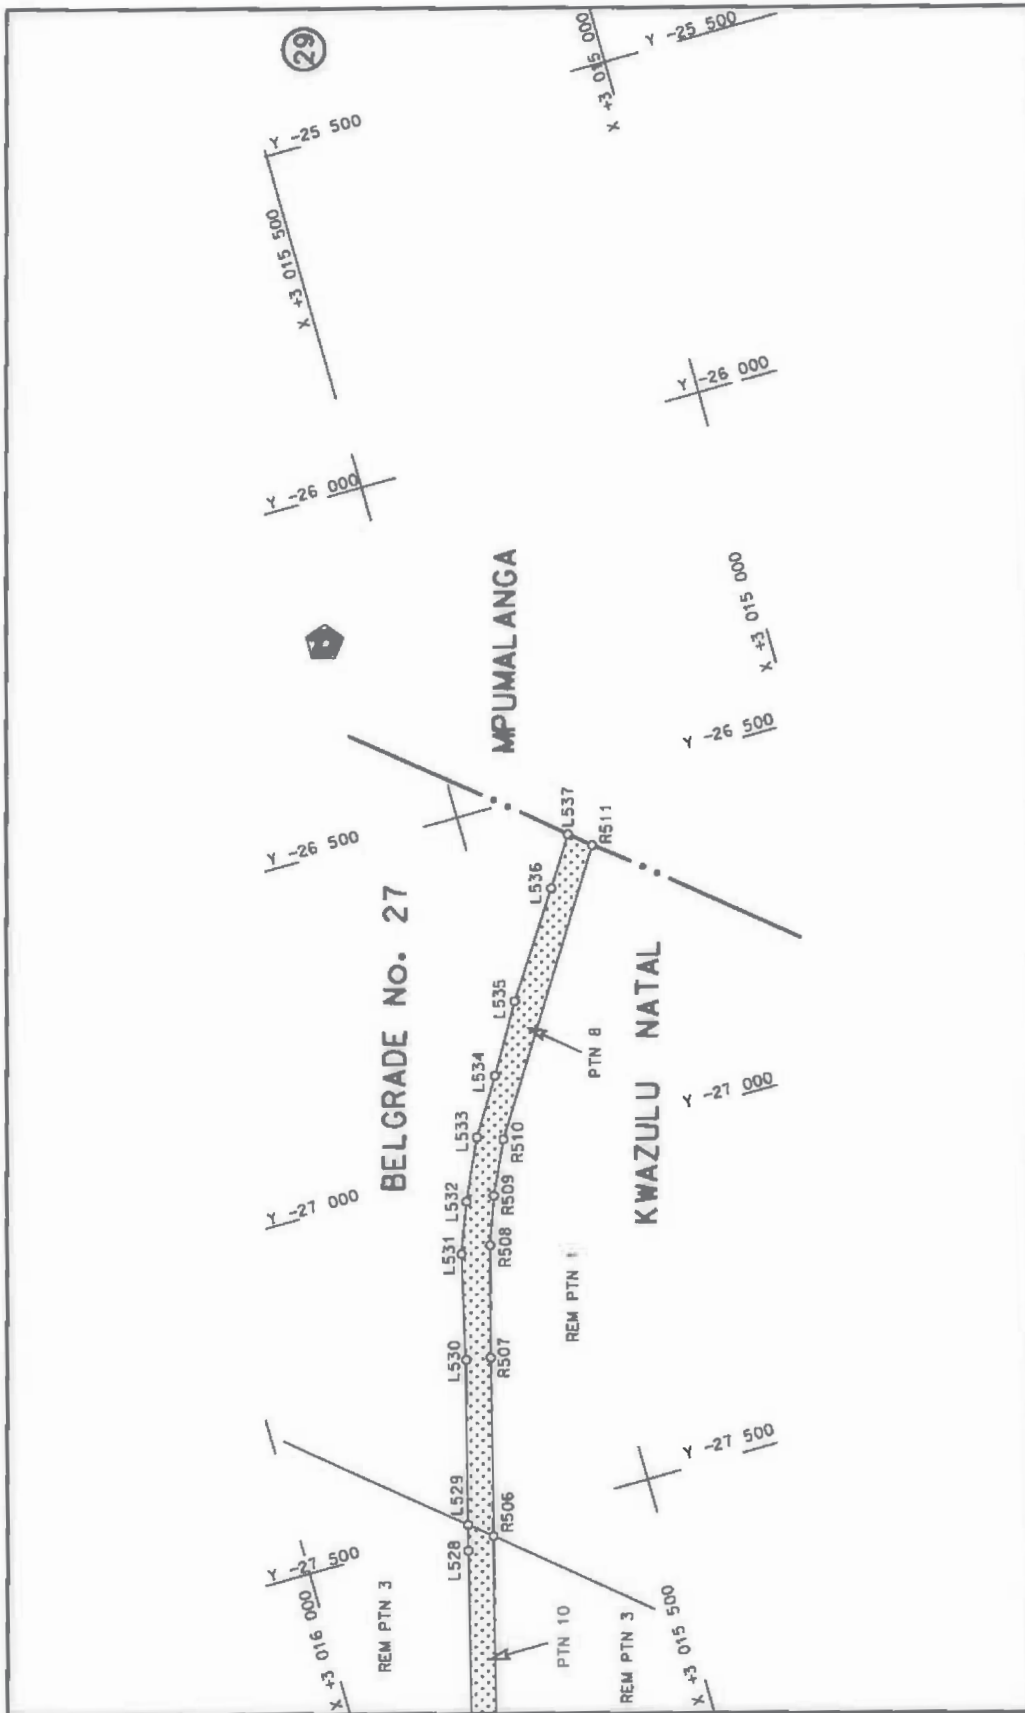 29
X +3 015 000
Y -25 500
Y -25 500
X +3 015 500
Y -26 000
Y -26 000
MPUMALANGA
X +3 015 000
Y -26 500
Y -26 500
L537
R511
L536
BELGRADE No. 27
KWAZULU NATAL
L535
PTN 8
L534
L533
R510
Y -27 000
Y -27 000
L532
R509
L531
R508
REM PTN 1
L530
R507
Y -27 500
L529
R506
L528
Y -27 500
X +3 016 000
REM PTN 3
PTN 10
REM PTN 3
X +3 015 500